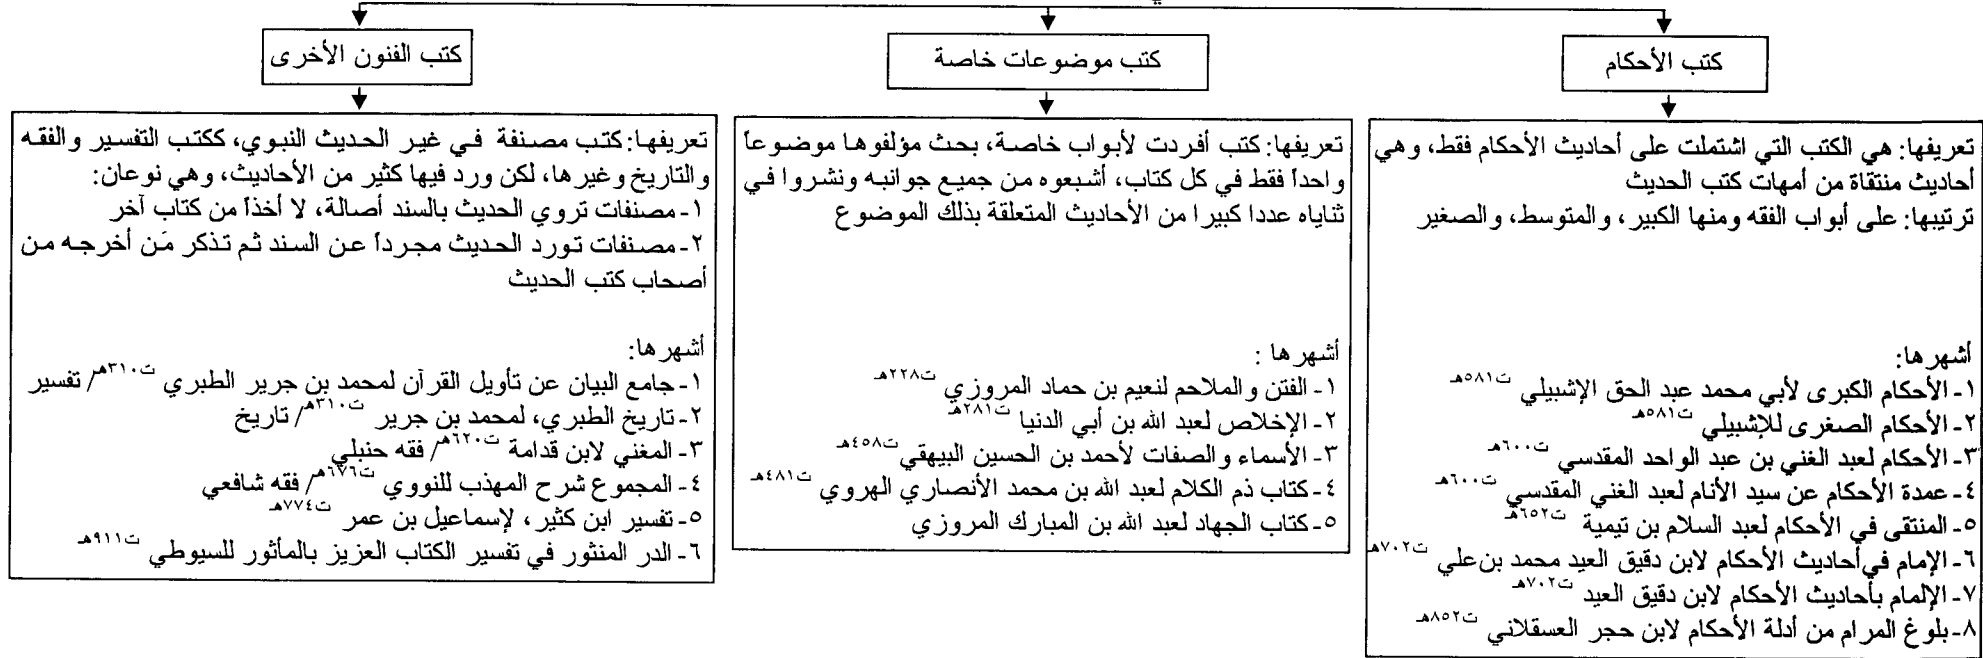 كتب الأحكام
تعريفها: هي الكتب التي اشتملت على أحاديث الأحكام فقط، وهي
أحاديث منتقاة من أمهات كتب الحديث
ترتيبها: على أبواب الفقه ومنها الكبير، والمتوسط، والصغير
أشهرها:
١- الأحكام الكبرى لأبي محمد عبد الحق الإشبيلي ت٥٨١هـ
٢- الأحكام الصغرى للإشبيلي ت٥٨١هـ
٣- الأحكام لعبد الغني بن عبد الواحد المقدسي ت٦٠٠هـ
٤- عمدة الأحكام عن سيد الأنام لعبد الغني المقدسي ت٦٠٠هـ
٥- المنتقى في الأحكام لعبد السلام بن تيمية ت٦٥٢هـ
٦- الإمام في أحاديث الأحكام لابن دقيق العيد محمد بن علي ت٧٠٢هـ
٧- الإلمام بأحاديث الأحكام لابن دقيق العيد ت٧٠٢هـ
٨- بلوغ المرام من أدلة الأحكام لابن حجر العسقلاني ت٨٥٢هـ
كتب موضوعات خاصة
تعريفها: كتب أفردت لأبواب خاصة، بحث مؤلفوها موضوعاً
واحداً فقط في كل كتاب، أشبعوه من جميع جوانبه ونشروا في
ثناياه عددا كبيرا من الأحاديث المتعلقة بذلك الموضوع
أشهرها :
١- الفتن والملاحم لنعيم بن حماد المروزي ت٢٢٨هـ
٢- الإخلاص لعبد الله بن أبي الدنيا ت٢٨١هـ
٣- الأسماء والصفات لأحمد بن الحسين البيهقي ت٤٥٨هـ
٤- كتاب ذم الكلام لعبد الله بن محمد الأنصاري الهروي ت٤٨١هـ
٥- كتاب الجهاد لعبد الله بن المبارك المروزي
كتب الفنون الأخرى
تعريفها: كتب مصنفة في غير الحديث النبوي، ككتب التفسير والفقه
والتاريخ وغيرها، لكن ورد فيها كثير من الأحاديث، وهي نوعان:
١- مصنفات تروي الحديث بالسند أصالة، لا أخذاً من كتاب آخر
٢- مصنفات تورد الحديث مجرداً عن السند ثم تذكر مَن أخرجه من
أصحاب كتب الحديث
أشهرها:
١- جامع البيان عن تأويل القرآن لمحمد بن جرير الطبري ت٣١٠هـ/ تفسير
٢- تاريخ الطبري، لمحمد بن جرير ت٣١٠هـ/ تاريخ
٣- المغني لابن قدامة ت٦٢٠هـ/ فقه حنبلي
٤- المجموع شرح المهذب للنووي ت٦٧٦هـ/ فقه شافعي
٥- تفسير ابن كثير، لإسماعيل بن عمر ت٧٧٤هـ
٦- الدر المنثور في تفسير الكتاب العزيز بالمأثور للسيوطي ت٩١١هـ